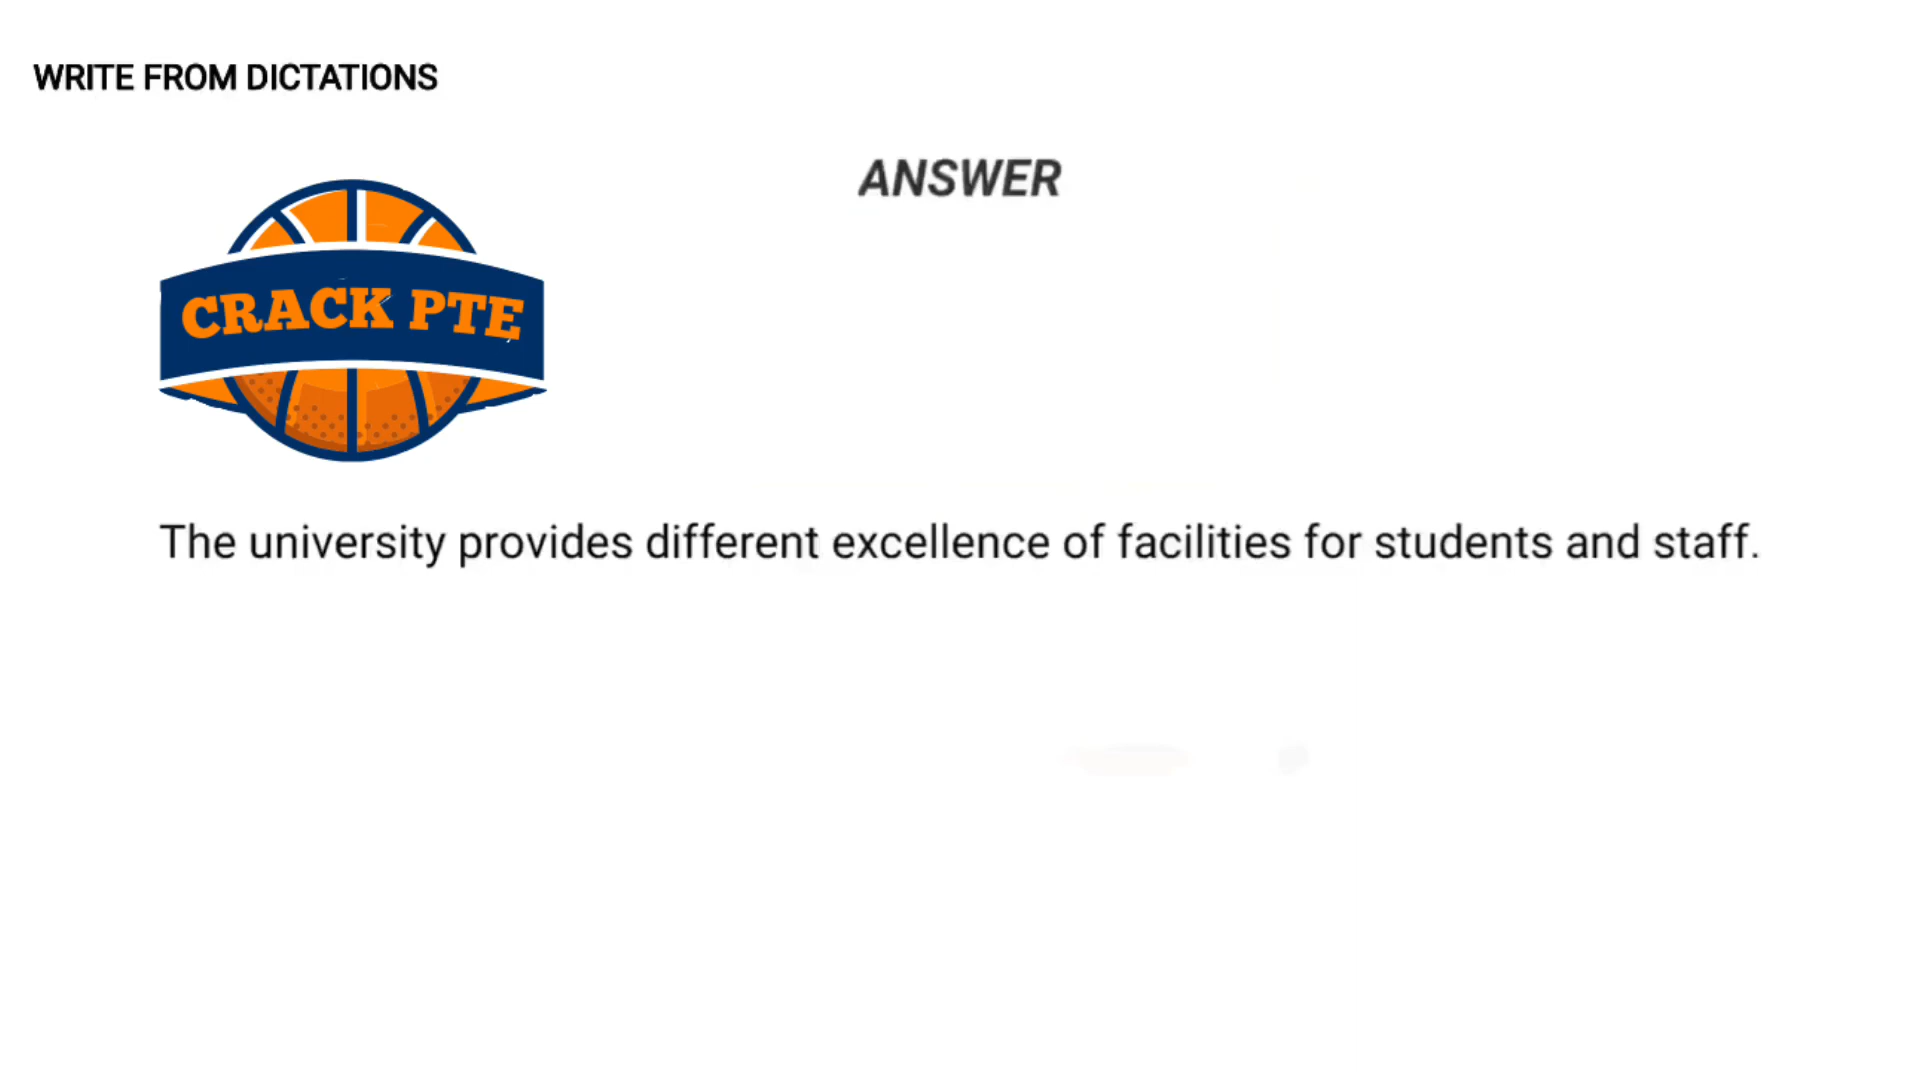 WRITE FROM DICTATIONS
ANSWER
CRACK PTE
The university provides different excellence of facilities for students and staff.